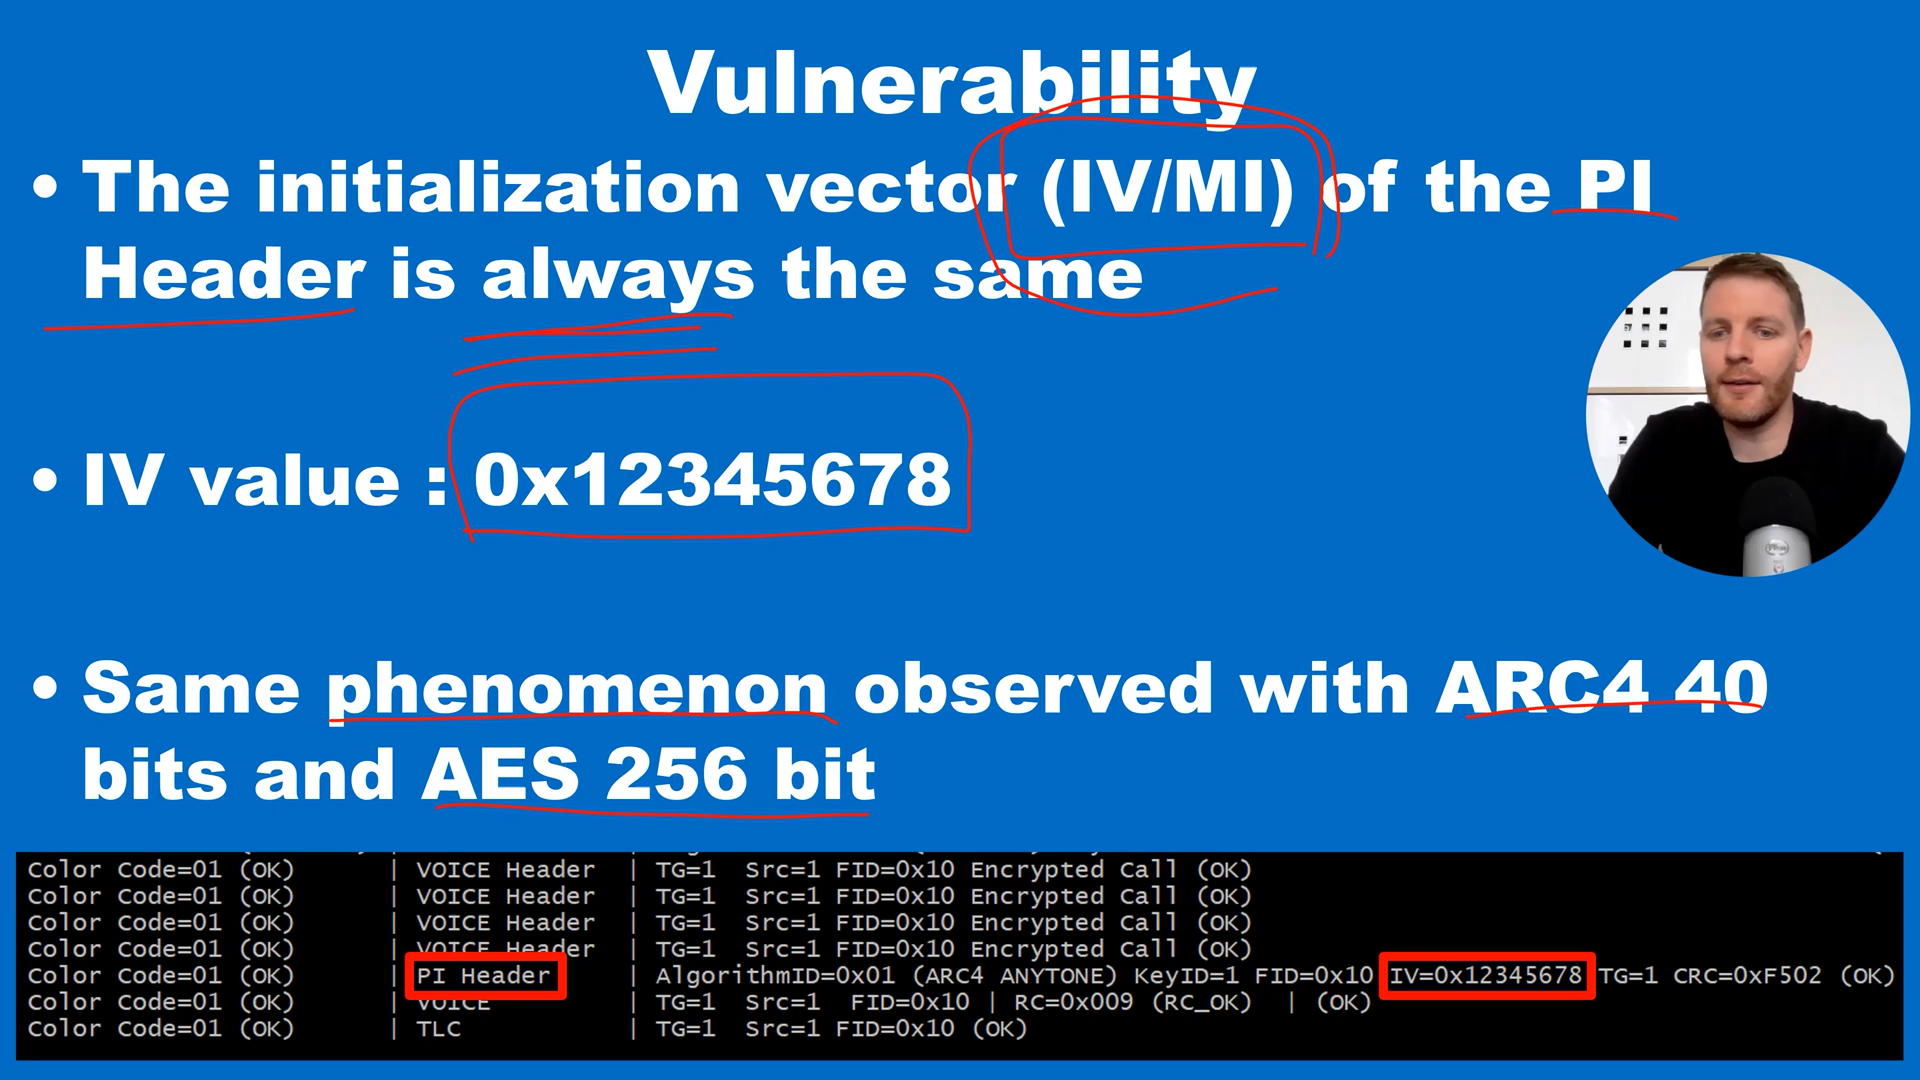 Vulnerability
• The initialization vector (IV/MI) of the PI
Header is always the same
• IV value : 0x12345678
• Same phenomenon observed with ARC4 40
bits and AES 256 bit
Color Code=01 (OK) | VOICE Header | TG=1 Src=1 FID=0x10 Encrypted Call (OK)
Color Code=01 (OK) | VOICE Header | TG=1 Src=1 FID=0x10 Encrypted Call (OK)
Color Code=01 (OK) | VOICE Header | TG=1 Src=1 FID=0x10 Encrypted Call (OK)
Color Code=01 (OK) | VOICE Header | TG=1 Src=1 FID=0x10 Encrypted Call (OK)
Color Code=01 (OK) | PI Header | AlgorithmID=0x01 (ARC4 ANYTONE) KeyID=1 FID=0x10 IV=0x12345678 TG=1 CRC=0xF502 (OK)
Color Code=01 (OK) | VOICE | TG=1 Src=1 FID=0x10 | RC=0x009 (RC_OK) | (OK)
Color Code=01 (OK) | TLC | TG=1 Src=1 FID=0x10 (OK)